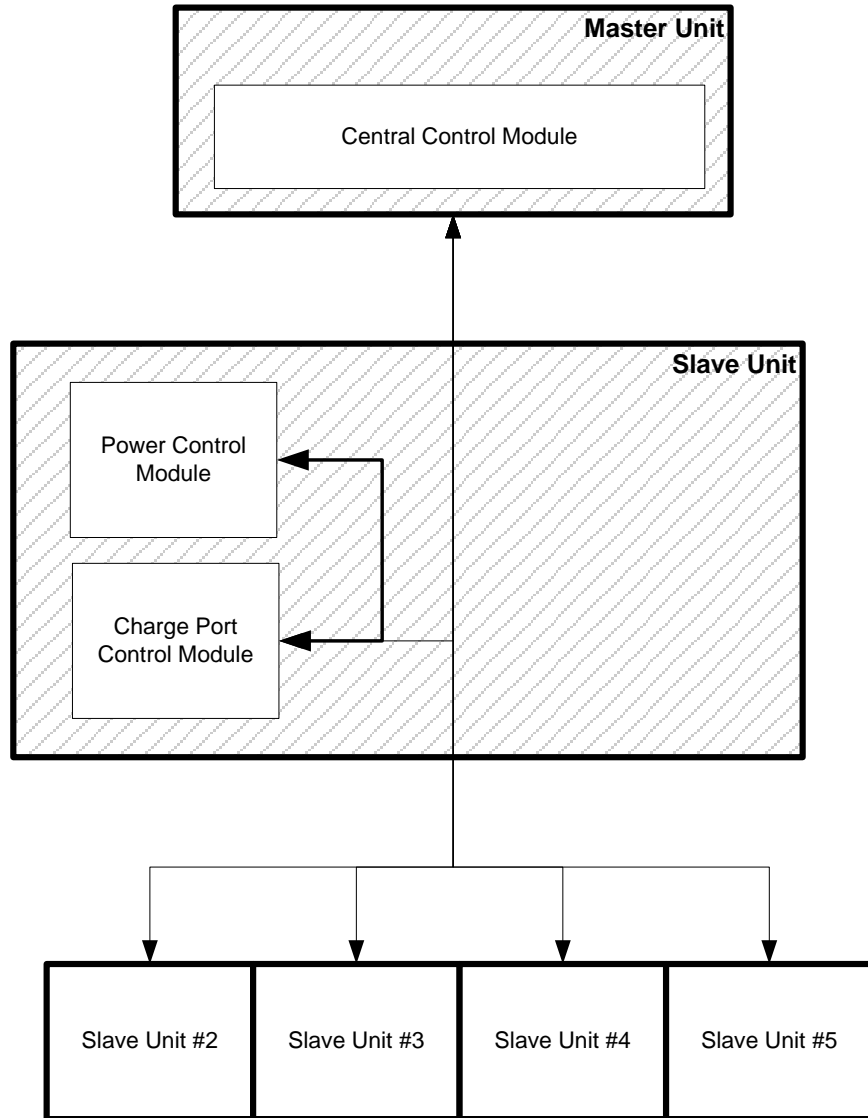 Master Unit
Central Control Module
Slave Unit
Power Control
Module
Charge Port
Control Module
Slave Unit #2
Slave Unit #3
Slave Unit #4
Slave Unit #5